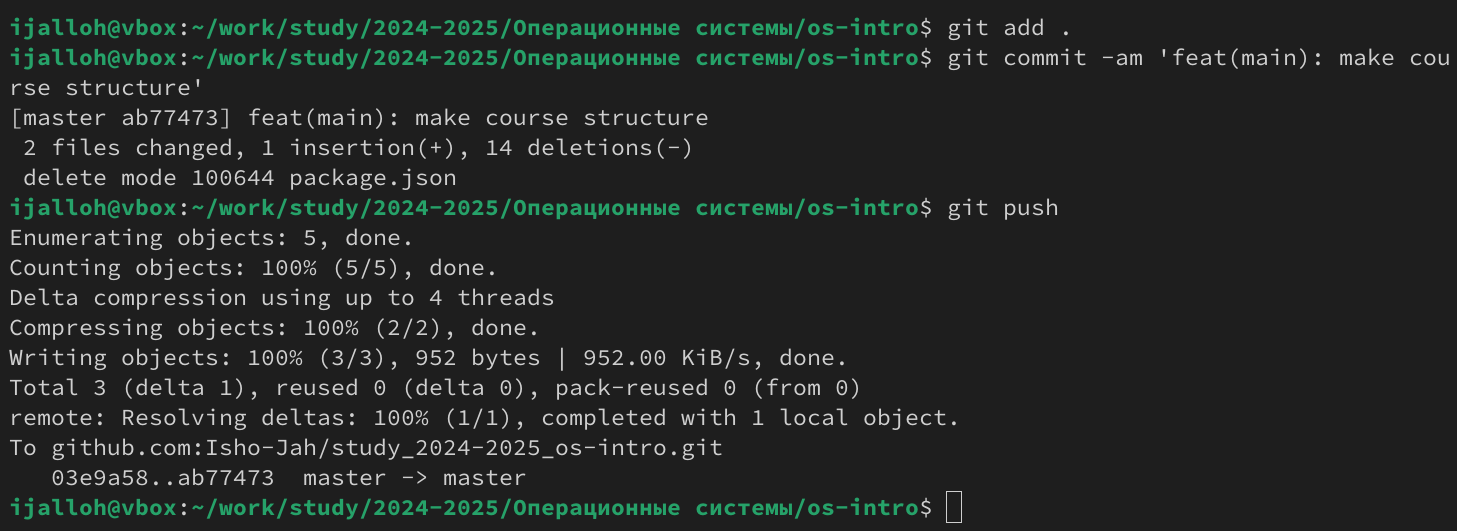 ijalloh@vbox:~/work/study/2024-2025/Операционные системы/os-intro$ git add .
ijalloh@vbox:~/work/study/2024-2025/Операционные системы/os-intro$ git commit -am 'feat(main): make cou
rse structure'
[master ab77473] feat(main): make course structure
 2 files changed, 1 insertion(+), 14 deletions(-)
 delete mode 100644 package.json
ijalloh@vbox:~/work/study/2024-2025/Операционные системы/os-intro$ git push
Enumerating objects: 5, done.
Counting objects: 100% (5/5), done.
Delta compression using up to 4 threads
Compressing objects: 100% (2/2), done.
Writing objects: 100% (3/3), 952 bytes | 952.00 KiB/s, done.
Total 3 (delta 1), reused 0 (delta 0), pack-reused 0 (from 0)
remote: Resolving deltas: 100% (1/1), completed with 1 local object.
To github.com:Isho-Jah/study_2024-2025_os-intro.git
   03e9a58..ab77473  master -> master
ijalloh@vbox:~/work/study/2024-2025/Операционные системы/os-intro$